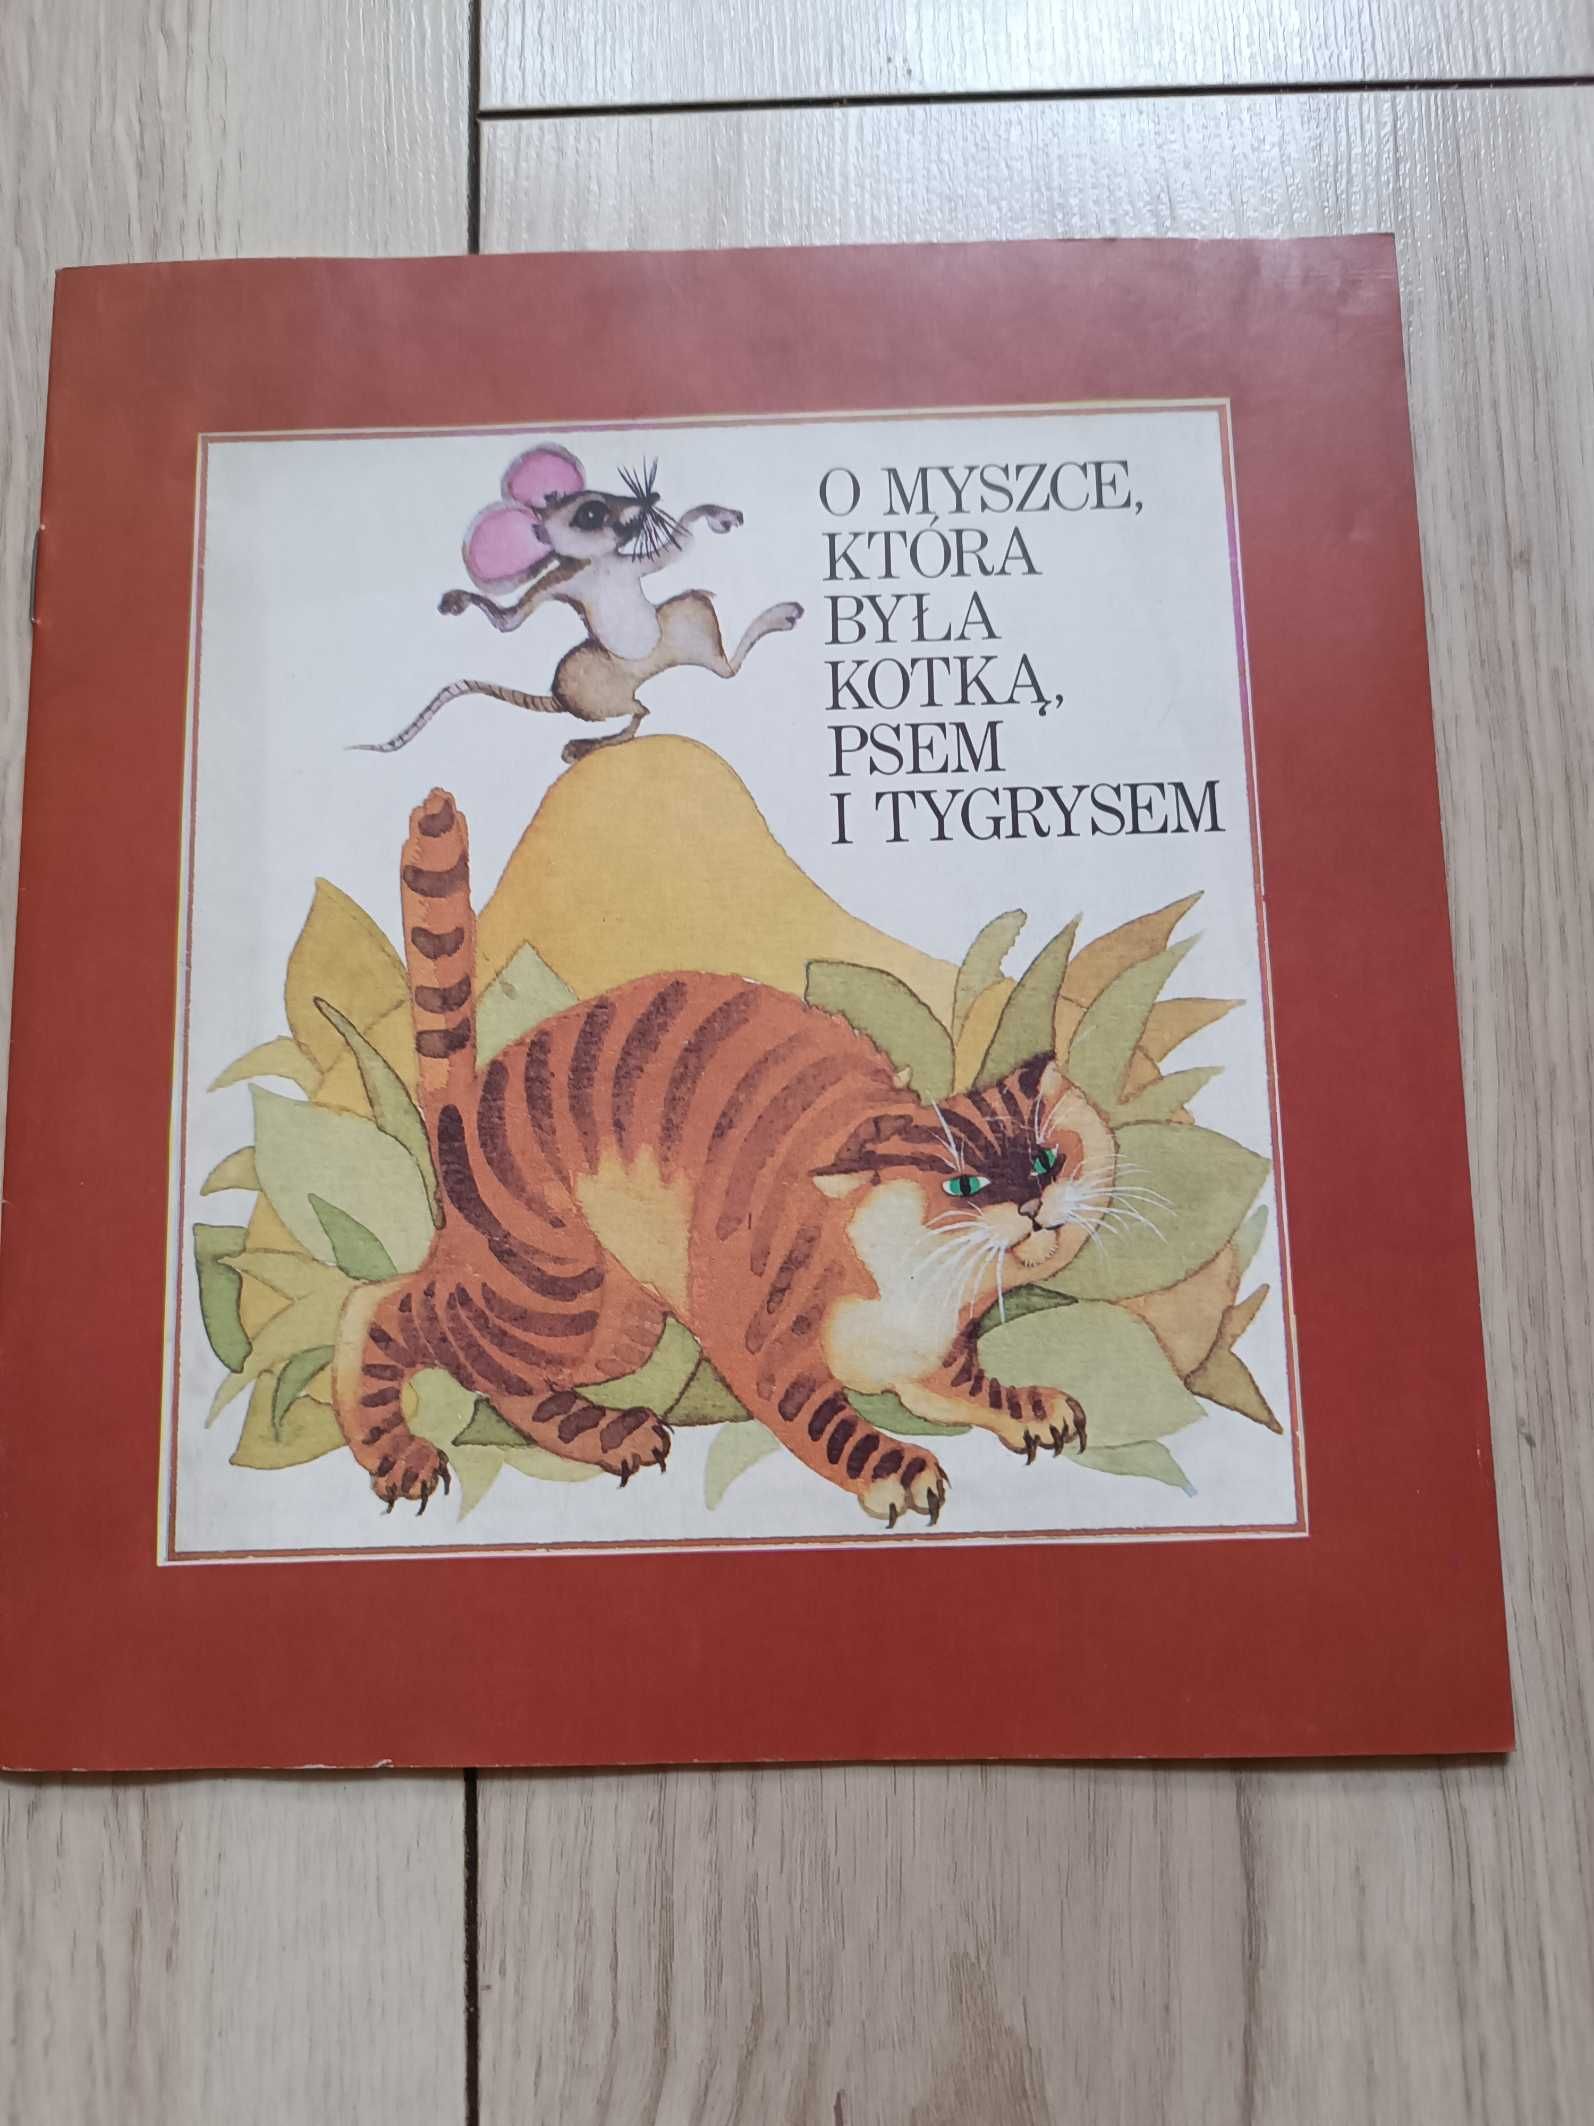 O MYSZCE,
KTÓRA
BYŁA
KOTKĄ,
PSEM
I TYGRYSEM